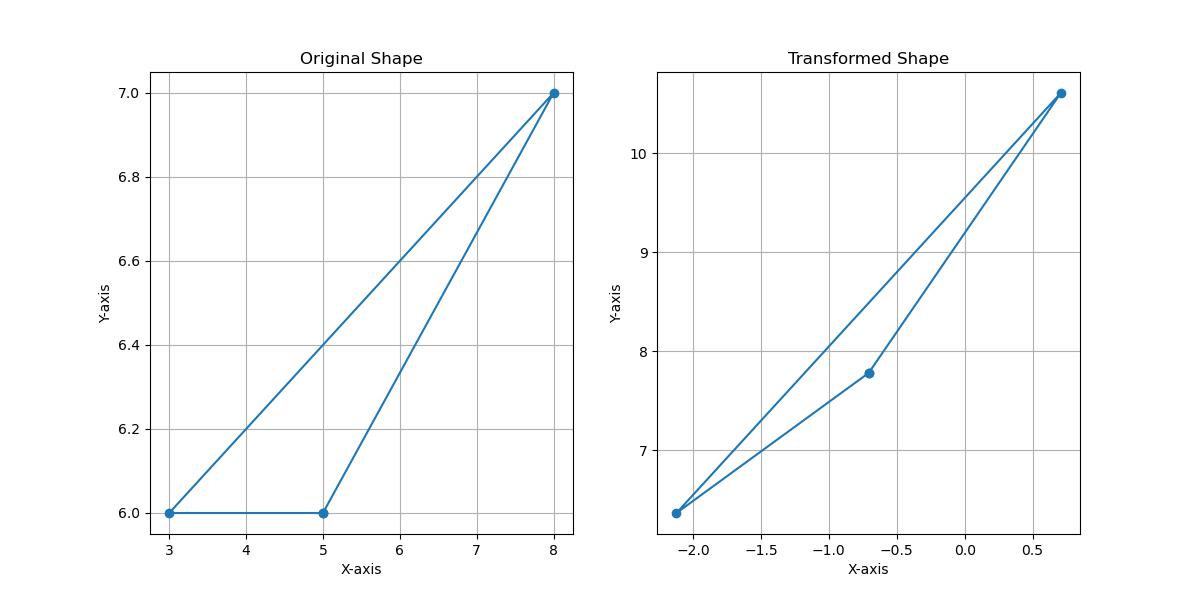 Original Shape
7.0
6.8
6.6
6.4
6.2
6.0
Y-axis
3 4 5 6 7 8
X-axis
Transformed Shape
10
9
8
7
Y-axis
−2.0 −1.5 −1.0 −0.5 0.0 0.5
X-axis